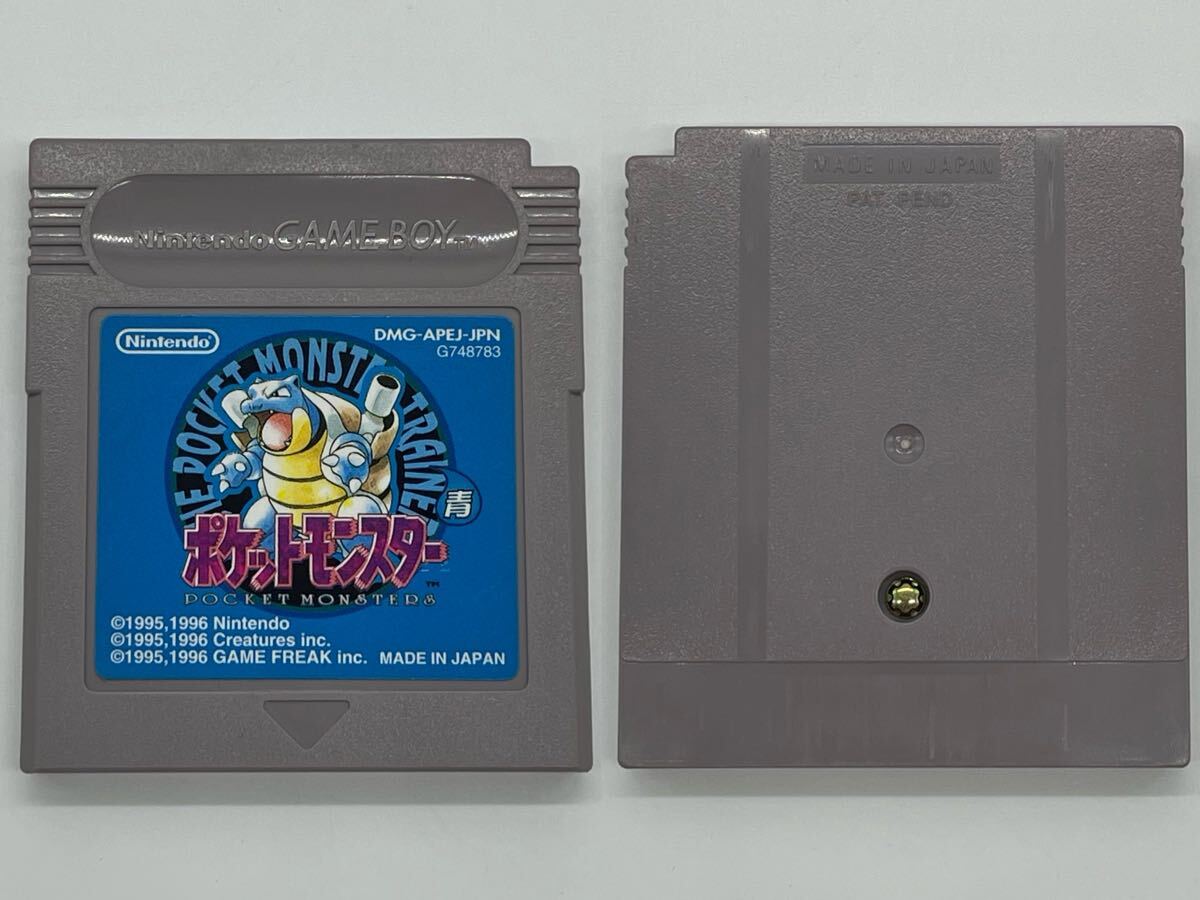 Nintendo GAME BOY TM
Nintendo
DMG-APEJ-JPN
G748783
THE POCKET MONSTER TRAINER
青
ポケットモンスター
TM
POCKET MONSTERS
©1995,1996 Nintendo
©1995,1996 Creatures inc.
©1995,1996 GAME FREAK inc. MADE IN JAPAN
MADE IN JAPAN
PAT. PEND